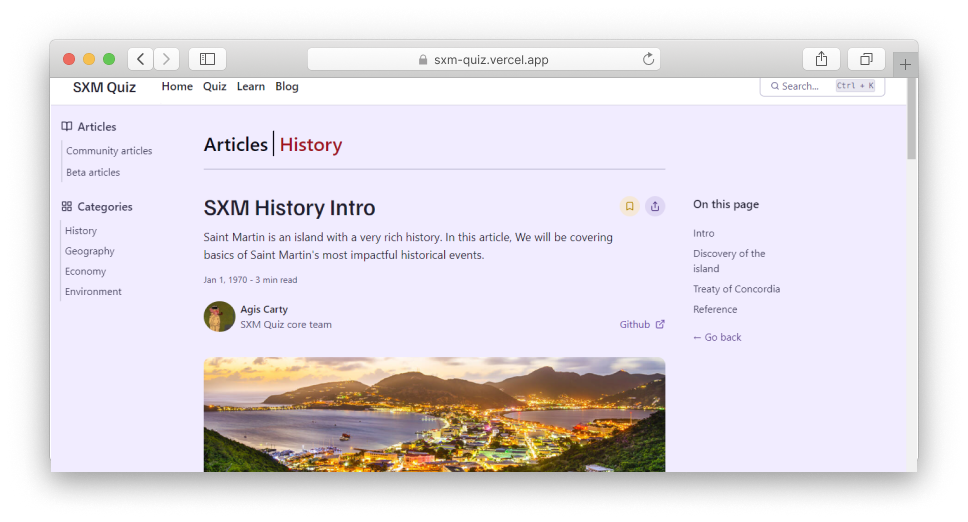 sxm-quiz.vercel.app
SXM Quiz Home Quiz Learn Blog Search... Ctrl + K
Articles
Community articles
Beta articles
Categories
History
Geography
Economy
Environment
Articles History
SXM History Intro
Saint Martin is an island with a very rich history. In this article, We will be covering
basics of Saint Martin's most impactful historical events.
Jan 1, 1970 - 3 min read
Agis Carty
SXM Quiz core team
Github
On this page
Intro
Discovery of the
island
Treaty of Concordia
Reference
← Go back